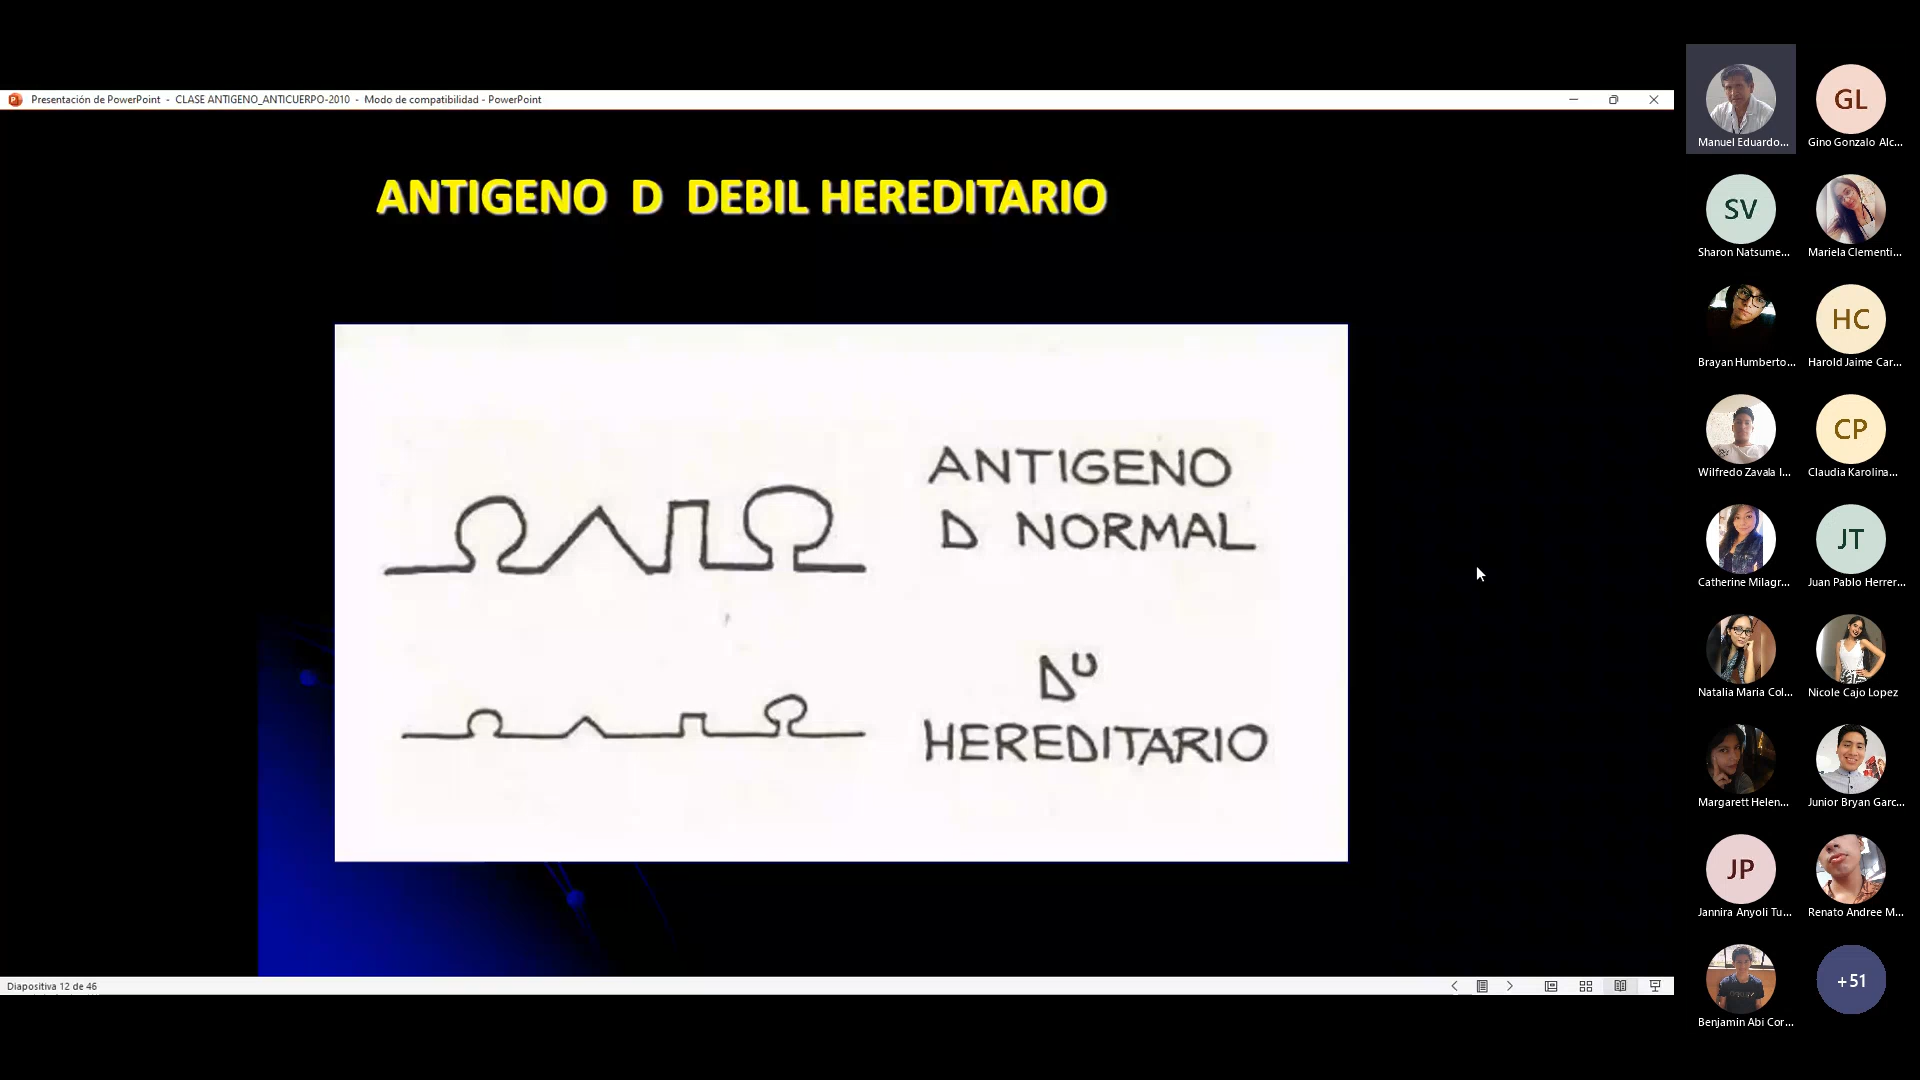 Presentación de PowerPoint - CLASE ANTIGENO_ANTICUERPO-2010 - Modo de compatibilidad - PowerPoint
ANTIGENO D DEBIL HEREDITARIO
ANTIGENO
D NORMAL
Dᵁ
HEREDITARIO
Diapositiva 12 de 46
Manuel Eduardo...
GL
Gino Gonzalo Alc...
SV
Sharon Natsume...
Mariela Clementi...
Brayan Humberto...
HC
Harold Jaime Car...
Wilfredo Zavala I...
CP
Claudia Karolina...
Catherine Milagr...
JT
Juan Pablo Herrer...
Natalia Maria Col...
Nicole Cajo Lopez
Margarett Helen...
Junior Bryan Garc...
JP
Jannira Anyoli Tu...
Renato Andree M...
Benjamin Abi Cor...
+51